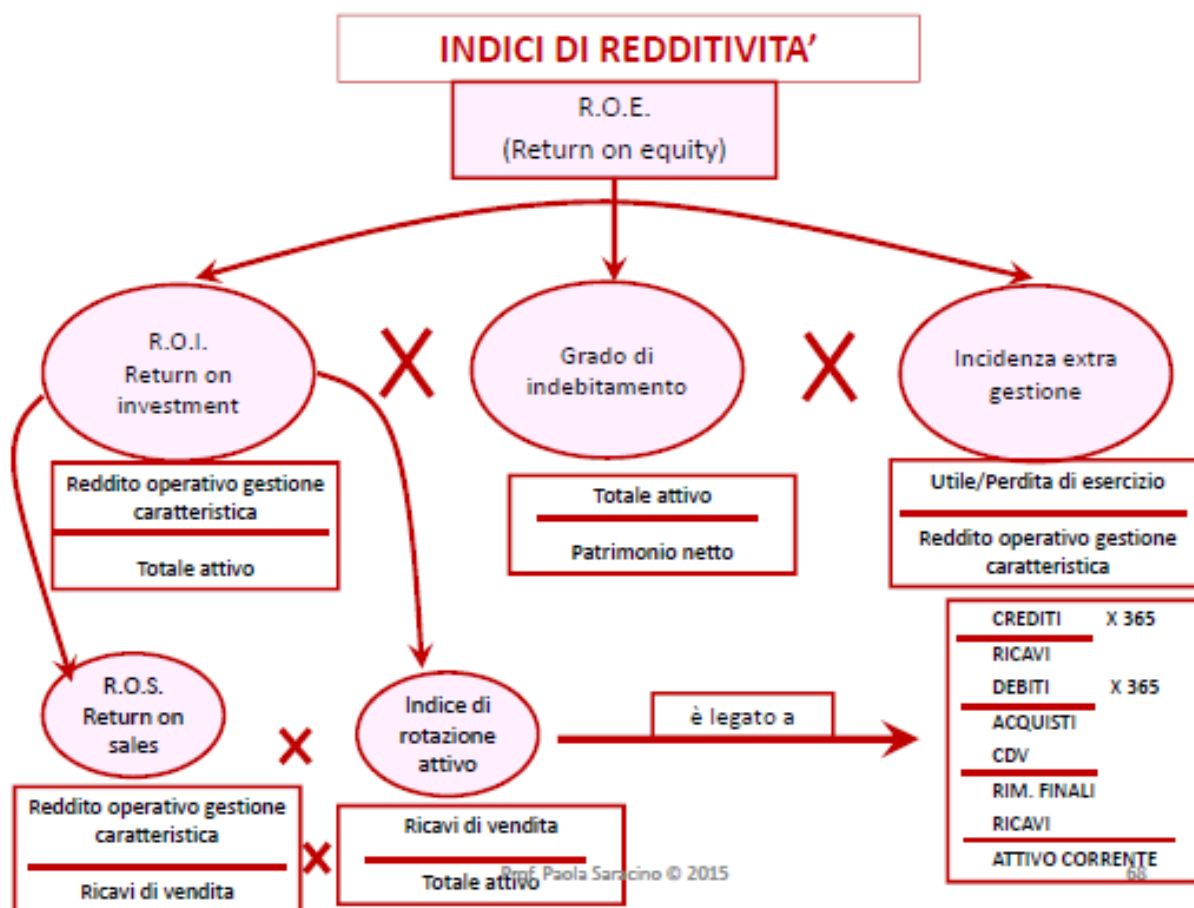 INDICI DI REDDITIVITA’
R.O.E.
(Return on equity)
R.O.I.
Return on
investment
Grado di
indebitamento
Incidenza extra
gestione
Reddito operativo gestione
caratteristica
Totale attivo
Totale attivo
Patrimonio netto
Utile/Perdita di esercizio
Reddito operativo gestione
caratteristica
R.O.S.
Return on
sales
Indice di
rotazione
attivo
è legato a
CREDITI X 365
RICAVI
DEBITI X 365
ACQUISTI
CDV
RIM. FINALI
RICAVI
ATTIVO CORRENTE
Reddito operativo gestione
caratteristica
Ricavi di vendita
Ricavi di vendita
Totale attivo
Prof. Paola Saracino © 2015
68